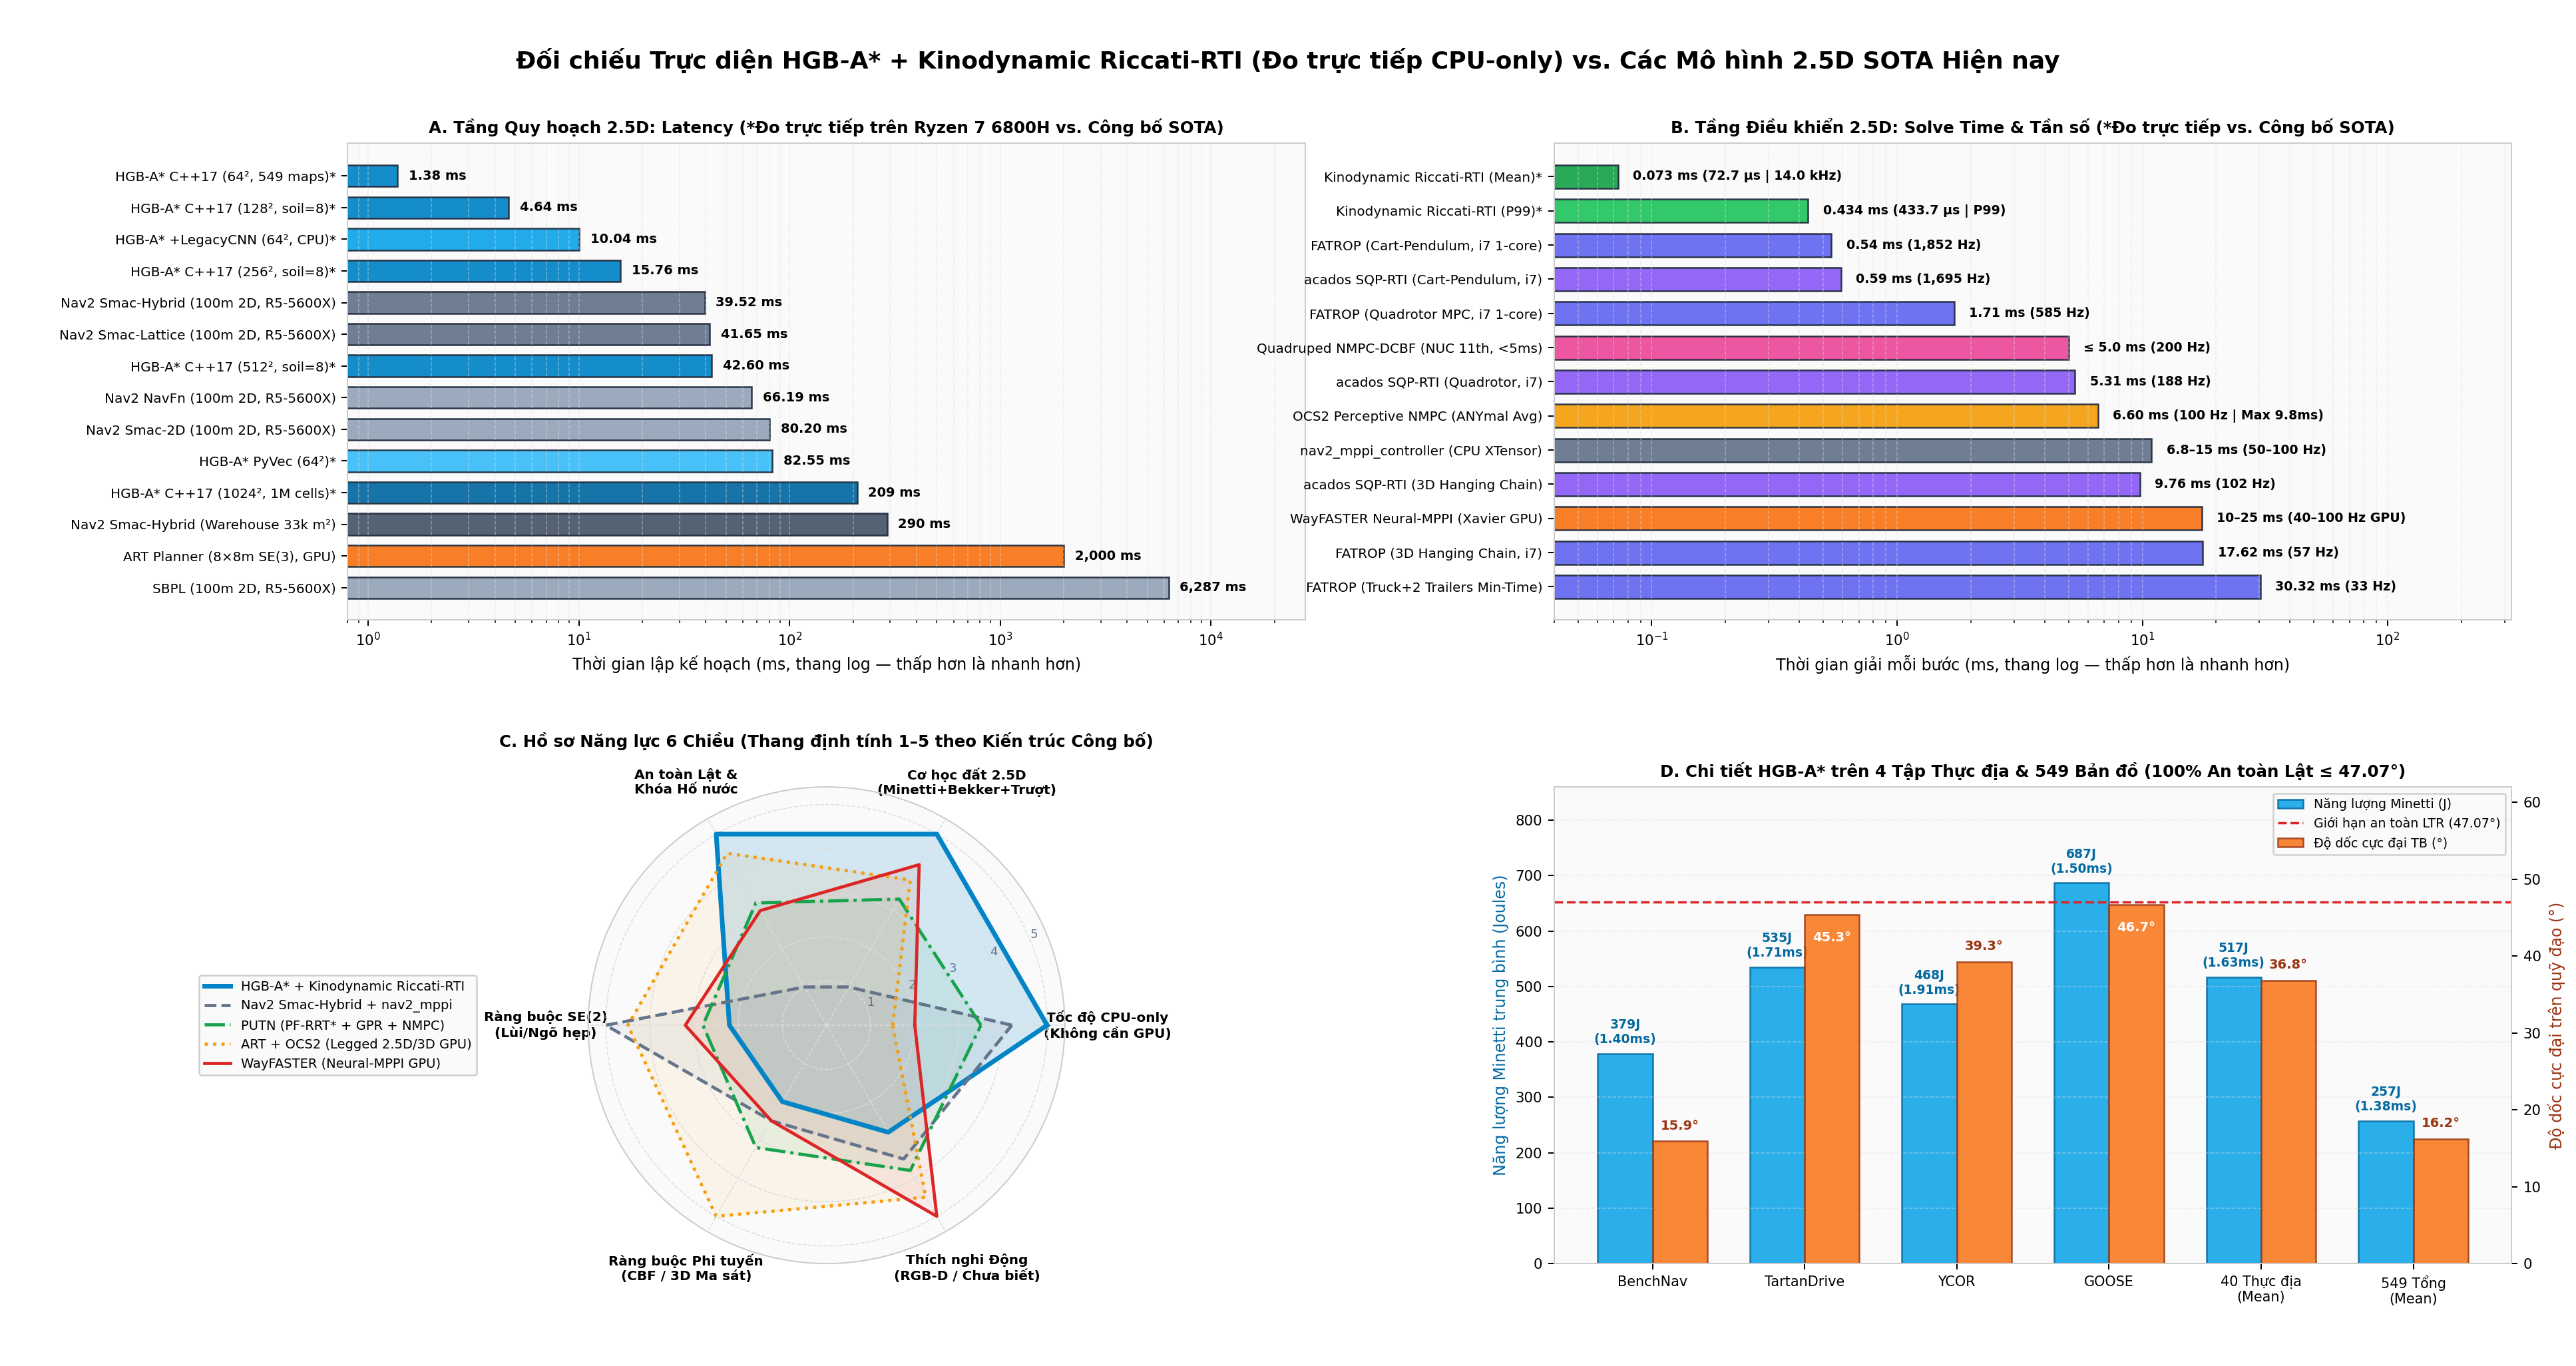 Đối chiếu Trực diện HGB-A* + Kinodynamic Riccati-RTI (Đo trực tiếp CPU-only) vs. Các Mô hình 2.5D SOTA Hiện nay
A. Tầng Quy hoạch 2.5D: Latency (*Đo trực tiếp trên Ryzen 7 6800H vs. Công bố SOTA)
HGB-A* C++17 (64², 549 maps)* 1.38 ms
HGB-A* C++17 (128², soil=8)* 4.64 ms
HGB-A* +LegacyCNN (64², CPU)* 10.04 ms
HGB-A* C++17 (256², soil=8)* 15.76 ms
Nav2 Smac-Hybrid (100m 2D, R5-5600X) 39.52 ms
Nav2 Smac-Lattice (100m 2D, R5-5600X) 41.65 ms
HGB-A* C++17 (512², soil=8)* 42.60 ms
Nav2 NavFn (100m 2D, R5-5600X) 66.19 ms
Nav2 Smac-2D (100m 2D, R5-5600X) 80.20 ms
HGB-A* PyVec (64²)* 82.55 ms
HGB-A* C++17 (1024², 1M cells)* 209 ms
Nav2 Smac-Hybrid (Warehouse 33k m²) 290 ms
ART Planner (8×8m SE(3), GPU) 2,000 ms
SBPL (100m 2D, R5-5600X) 6,287 ms
10⁰ 10¹ 10² 10³ 10⁴
Thời gian lập kế hoạch (ms, thang log — thấp hơn là nhanh hơn)
B. Tầng Điều khiển 2.5D: Solve Time & Tần số (*Đo trực tiếp vs. Công bố SOTA)
Kinodynamic Riccati-RTI (Mean)* 0.073 ms (72.7 µs | 14.0 kHz)
Kinodynamic Riccati-RTI (P99)* 0.434 ms (433.7 µs | P99)
FATROP (Cart-Pendulum, i7 1-core) 0.54 ms (1,852 Hz)
acados SQP-RTI (Cart-Pendulum, i7) 0.59 ms (1,695 Hz)
FATROP (Quadrotor MPC, i7 1-core) 1.71 ms (585 Hz)
Quadruped NMPC-DCBF (NUC 11th, <5ms) ≤ 5.0 ms (200 Hz)
acados SQP-RTI (Quadrotor, i7) 5.31 ms (188 Hz)
OCS2 Perceptive NMPC (ANYmal Avg) 6.60 ms (100 Hz | Max 9.8ms)
nav2_mppi_controller (CPU XTensor) 6.8–15 ms (50–100 Hz)
acados SQP-RTI (3D Hanging Chain) 9.76 ms (102 Hz)
WayFASTER Neural-MPPI (Xavier GPU) 10–25 ms (40–100 Hz GPU)
FATROP (3D Hanging Chain, i7) 17.62 ms (57 Hz)
FATROP (Truck+2 Trailers Min-Time) 30.32 ms (33 Hz)
10⁻¹ 10⁰ 10¹ 10²
Thời gian giải mỗi bước (ms, thang log — thấp hơn là nhanh hơn)
C. Hồ sơ Năng lực 6 Chiều (Thang định tính 1–5 theo Kiến trúc Công bố)
An toàn Lật &
Khóa Hố nước
Cơ học đất 2.5D
(Minetti+Bekker+Trượt)
Ràng buộc SE(2)
(Lùi/Ngõ hẹp)
Tốc độ CPU-only
(Không cần GPU)
Ràng buộc Phi tuyến
(CBF / 3D Ma sát)
Thích nghi Động
(RGB-D / Chưa biết)
1 2 3 4 5
HGB-A* + Kinodynamic Riccati-RTI
Nav2 Smac-Hybrid + nav2_mppi
PUTN (PF-RRT* + GPR + NMPC)
ART + OCS2 (Legged 2.5D/3D GPU)
WayFASTER (Neural-MPPI GPU)
D. Chi tiết HGB-A* trên 4 Tập Thực địa & 549 Bản đồ (100% An toàn Lật ≤ 47.07°)
Năng lượng Minetti (J)
Giới hạn an toàn LTR (47.07°)
Độ dốc cực đại TB (°)
Năng lượng Minetti trung bình (Joules)
0 100 200 300 400 500 600 700 800
379J
(1.40ms)
15.9°
535J
(1.71ms)
45.3°
468J
(1.91ms)
39.3°
687J
(1.50ms)
46.7°
517J
(1.63ms)
36.8°
257J
(1.38ms)
16.2°
BenchNav TartanDrive YCOR GOOSE 40 Thực địa 549 Tổng
(Mean) (Mean)
0 10 20 30 40 50 60
Độ dốc cực đại trên quỹ đạo (°)